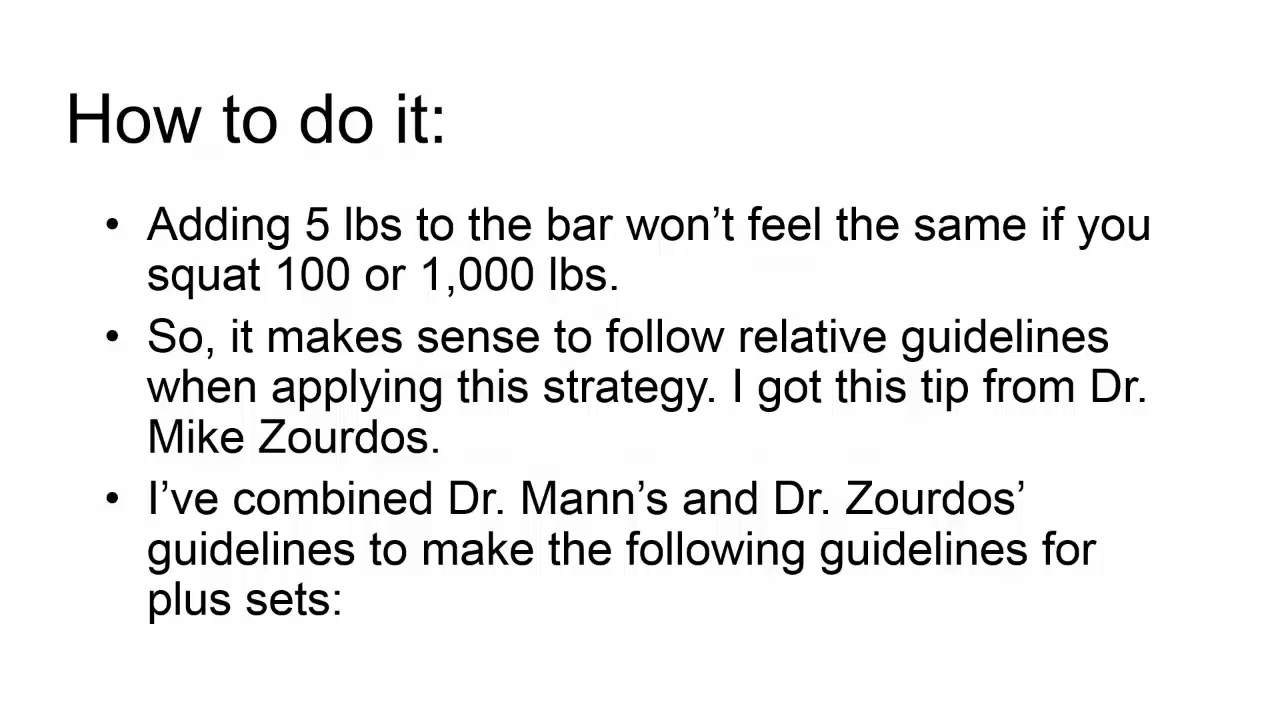 How to do it:
• Adding 5 lbs to the bar won’t feel the same if you
squat 100 or 1,000 lbs.
• So, it makes sense to follow relative guidelines
when applying this strategy. I got this tip from Dr.
Mike Zourdos.
• I’ve combined Dr. Mann’s and Dr. Zourdos’
guidelines to make the following guidelines for
plus sets: